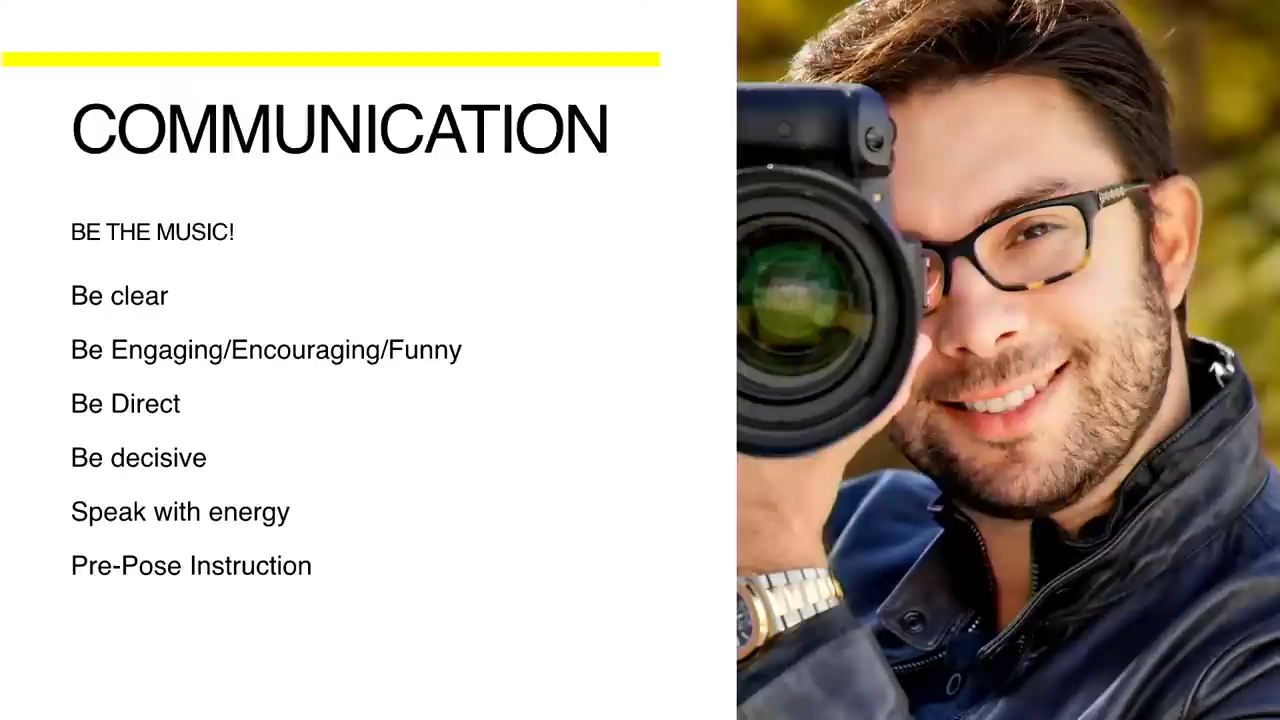 COMMUNICATION
BE THE MUSIC!
Be clear
Be Engaging/Encouraging/Funny
Be Direct
Be decisive
Speak with energy
Pre-Pose Instruction